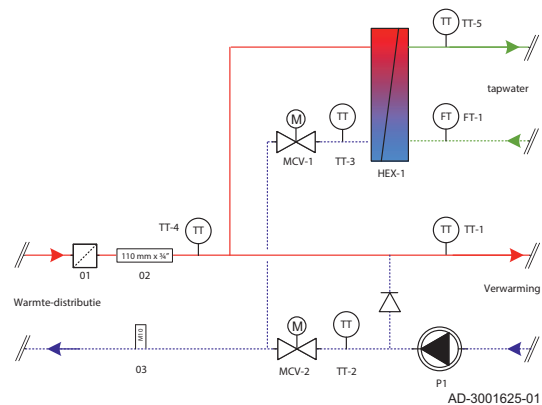 TT TT-5
tapwater
M TT FT FT-1
MCV-1 TT-3 HEX-1
TT-4 TT TT TT-1
110 mm x ¾"
01 02
Warmte-distributie Verwarming
M10 M TT
03 MCV-2 TT-2 P1
AD-3001625-01